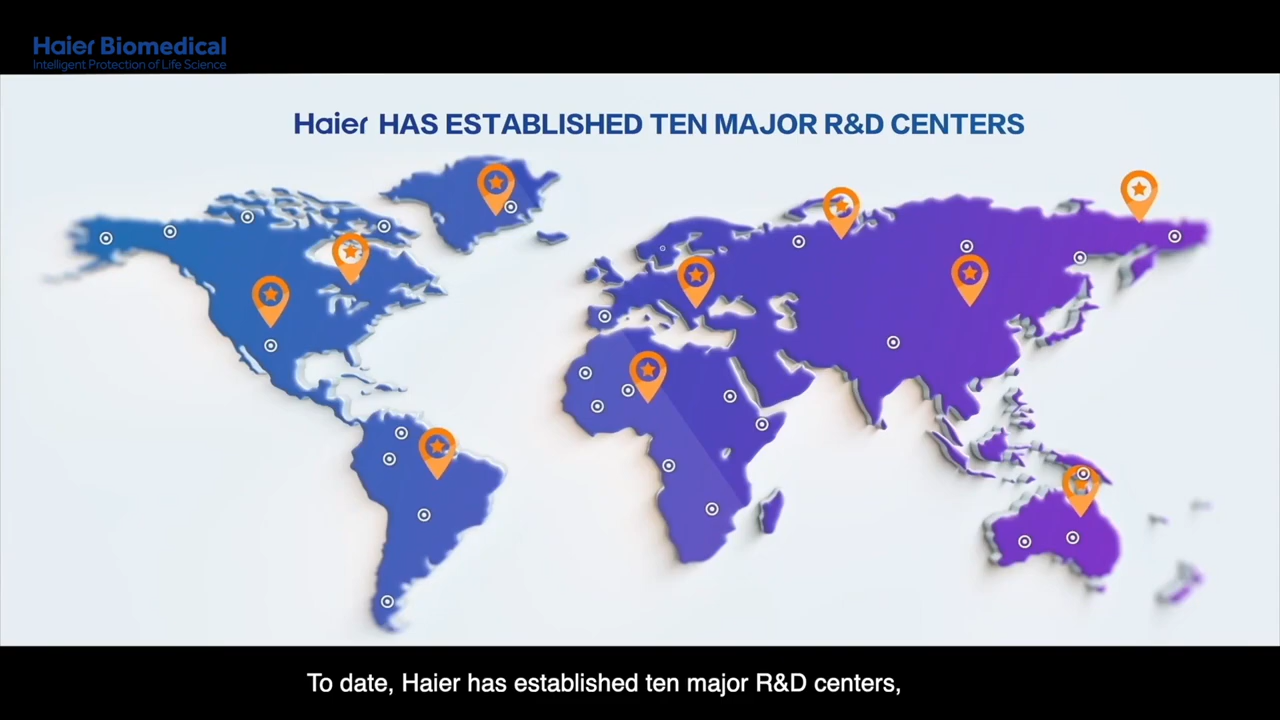 Haier Biomedical
Intelligent Protection of Life Science
Haier HAS ESTABLISHED TEN MAJOR R&D CENTERS
To date, Haier has established ten major R&D centers,